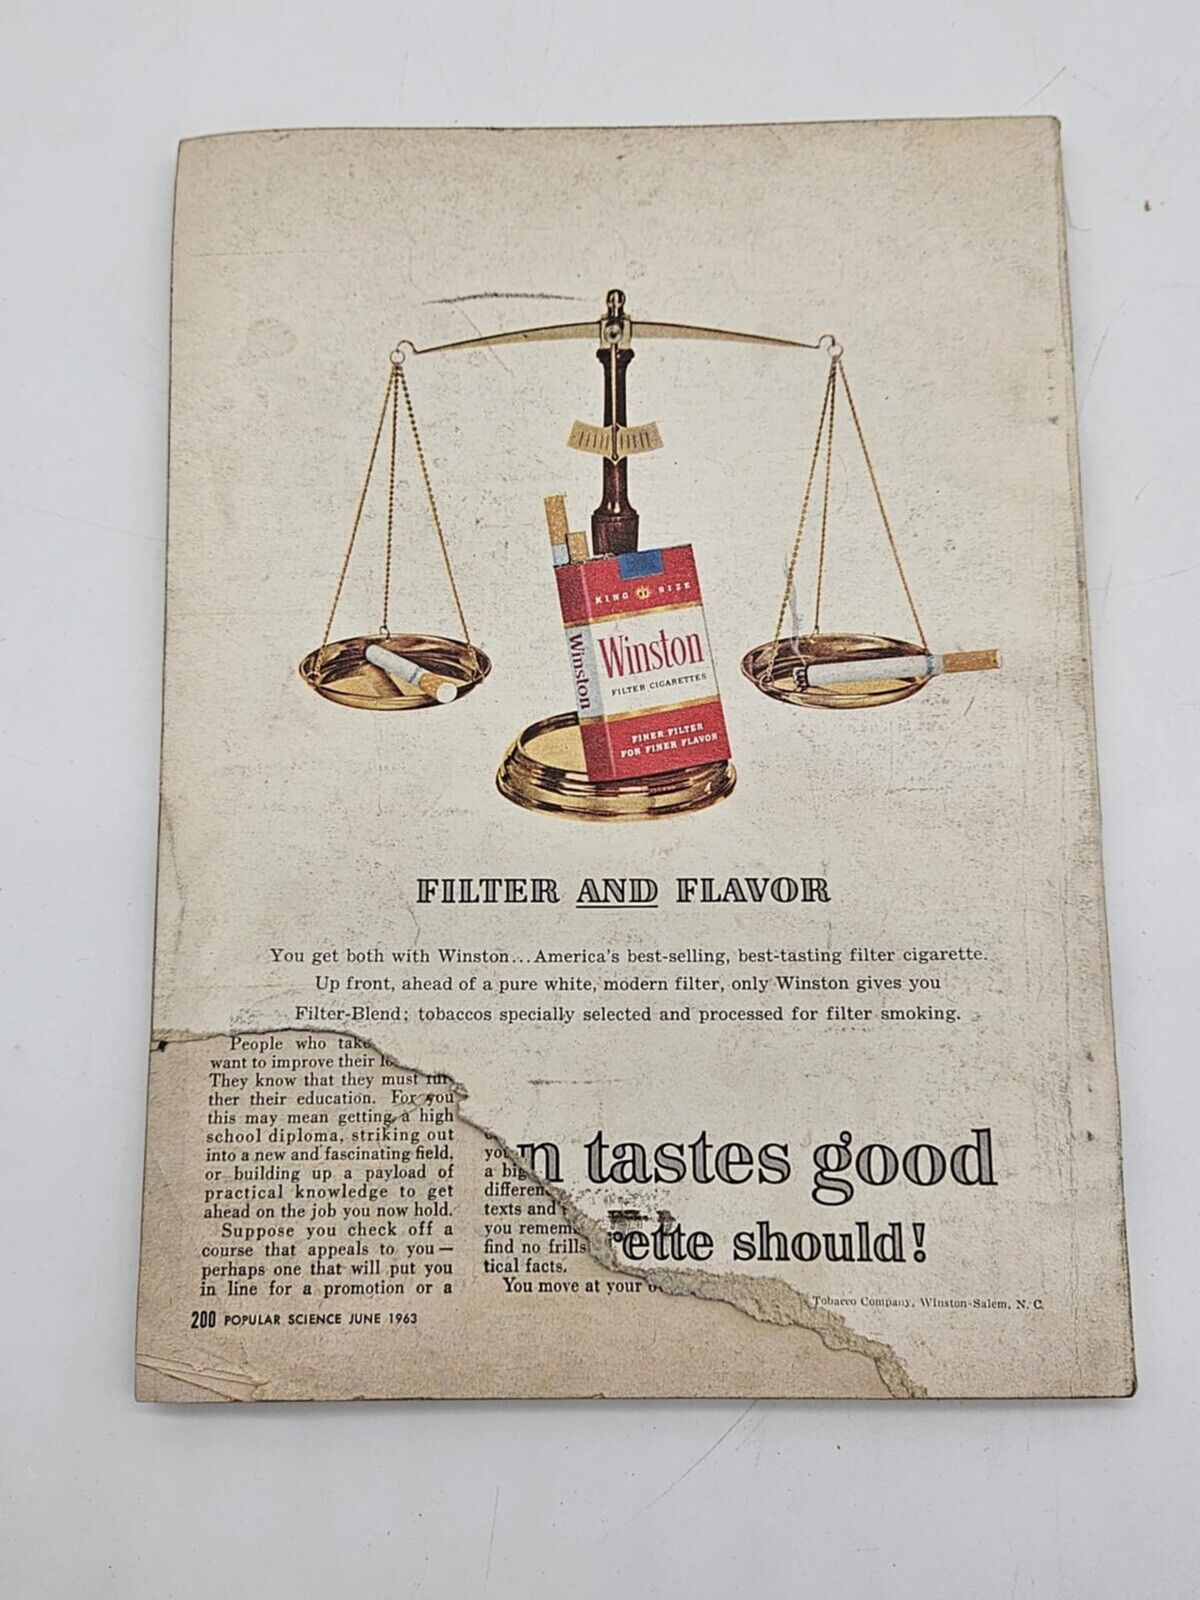 KING SIZE
Winston
Winston
FILTER CIGARETTES
FINER FILTER
FOR FINER FLAVOR
FILTER AND FLAVOR
You get both with Winston...America's best-selling, best-tasting filter cigarette.
Up front, ahead of a pure white, modern filter, only Winston gives you
Filter-Blend: tobaccos specially selected and processed for filter smoking.
People who take
want to improve their
They know that they must fur-
ther their education. For you
this may mean getting a high
school diploma, striking out
into a new and fascinating field,
or building up a payload of
practical knowledge to get
ahead on the job you now hold.
Suppose you check off a
course that appeals to you—
perhaps one that will put you
in line for a promotion or a
you
a big
differen
texts and
you remem
find no frills
tical facts.
You move at your
n tastes good
ette should!
Tobacco Company, Winston-Salem, N. C.
200 POPULAR SCIENCE JUNE 1963